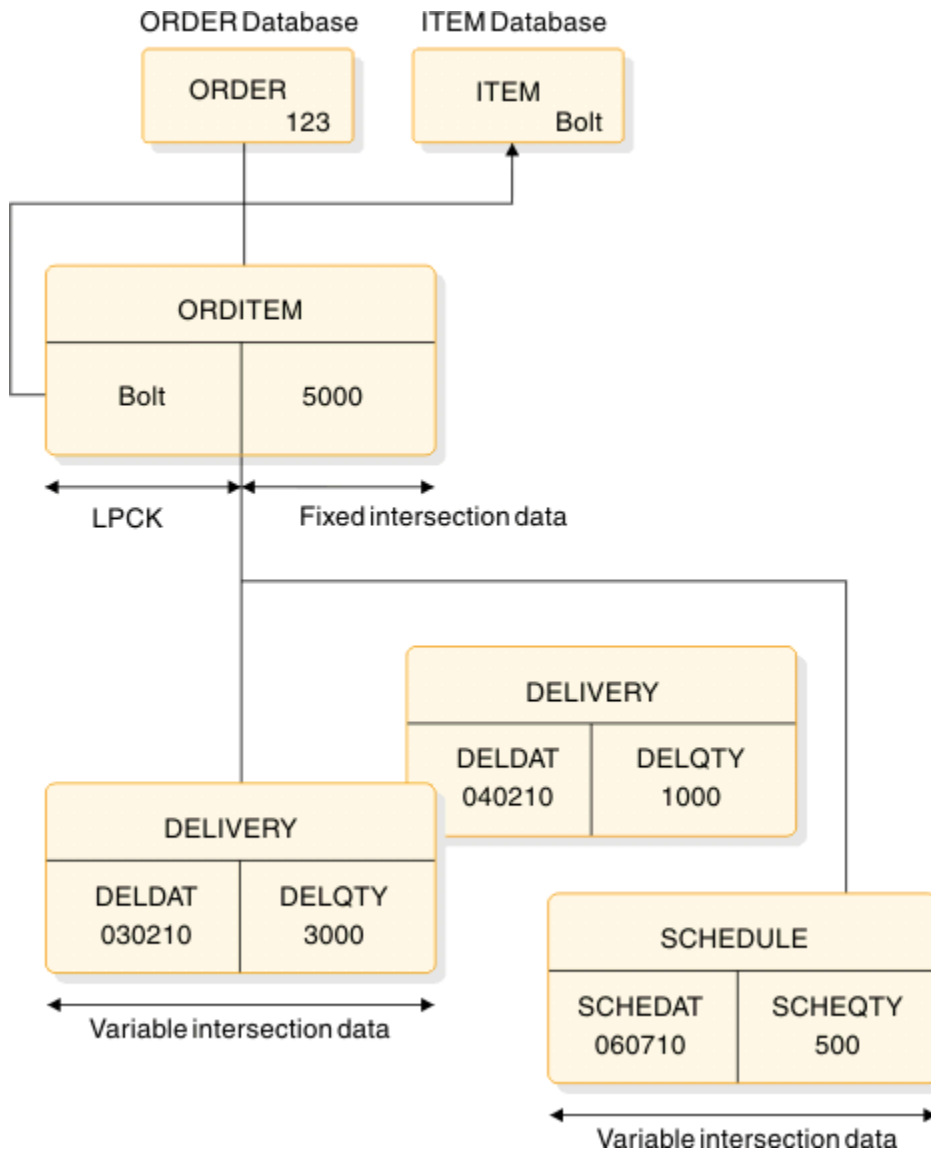 ORDER Database
ITEM Database
ORDER
123
ITEM
Bolt
ORDITEM
Bolt
5000
LPCK
Fixed intersection data
DELIVERY
DELDAT
040210
DELQTY
1000
DELIVERY
DELDAT
030210
DELQTY
3000
Variable intersection data
SCHEDULE
SCHEDAT
060710
SCHEQTY
500
Variable intersection data